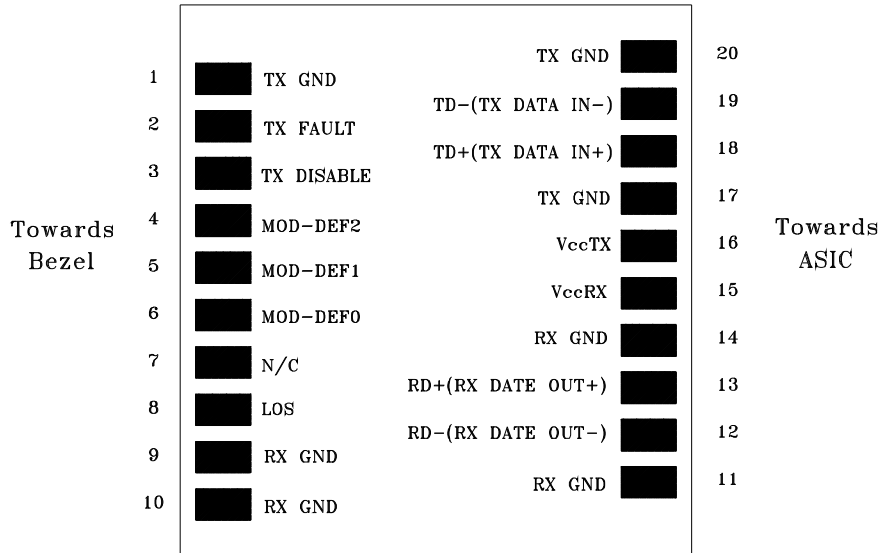 20 TX GND
1 TX GND
TD-(TX DATA IN-) 19
2 TX FAULT
TD+(TX DATA IN+) 18
3 TX DISABLE
TX GND 17
4 MOD-DEF2
Towards
Bezel
VccTX 16
Towards
ASIC
5 MOD-DEF1
VccRX 15
6 MOD-DEF0
RX GND 14
7 N/C
RD+(RX DATE OUT+) 13
8 LOS
RD-(RX DATE OUT-) 12
9 RX GND
RX GND 11
10 RX GND